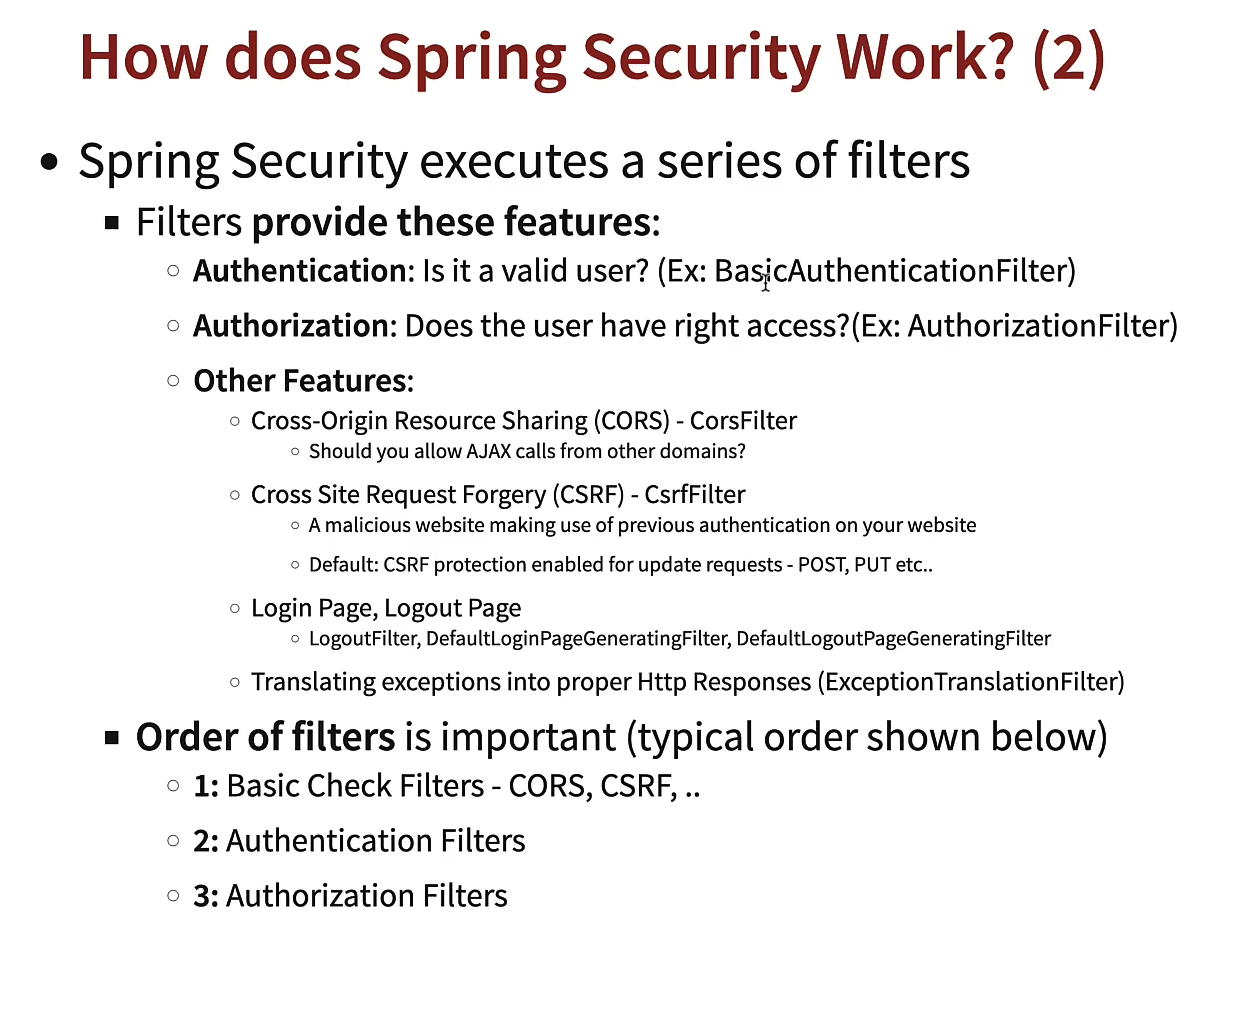 How does Spring Security Work? (2)
Spring Security executes a series of filters
Filters provide these features:
Authentication: Is it a valid user? (Ex: BasicAuthenticationFilter)
Authorization: Does the user have right access?(Ex: AuthorizationFilter)
Other Features:
Cross-Origin Resource Sharing (CORS) - CorsFilter
Should you allow AJAX calls from other domains?
Cross Site Request Forgery (CSRF) - CsrfFilter
A malicious website making use of previous authentication on your website
Default: CSRF protection enabled for update requests - POST, PUT etc..
Login Page, Logout Page
LogoutFilter, DefaultLoginPageGeneratingFilter, DefaultLogoutPageGeneratingFilter
Translating exceptions into proper Http Responses (ExceptionTranslationFilter)
Order of filters is important (typical order shown below)
1: Basic Check Filters - CORS, CSRF, ..
2: Authentication Filters
3: Authorization Filters